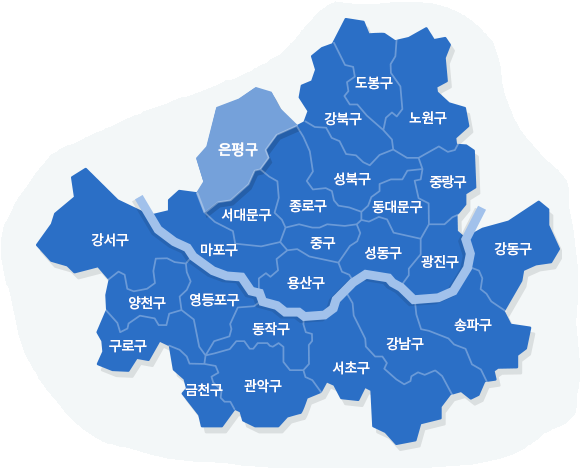 도봉구
강북구
노원구
은평구
성북구
중랑구
종로구
동대문구
서대문구
강서구
중구
마포구
성동구
강동구
광진구
용산구
양천구
영등포구
동작구
송파구
구로구
강남구
서초구
금천구
관악구